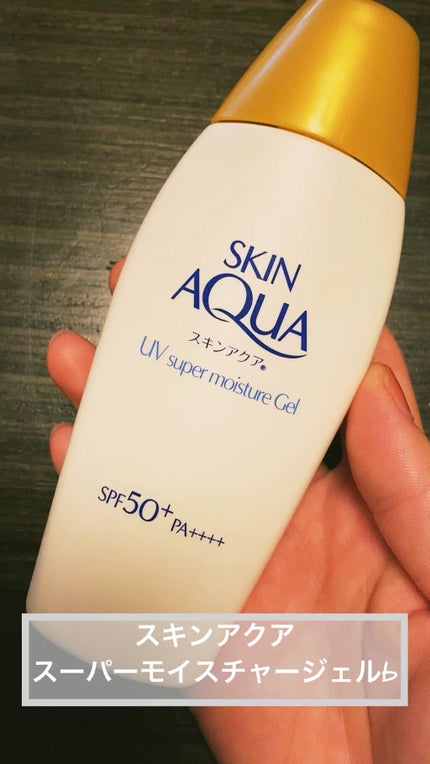 SKIN
AQUA
スキンアクア®
UV super moisture Gel
SPF50+
PA++++
スキンアクア
スーパーモイスチャージェル♭